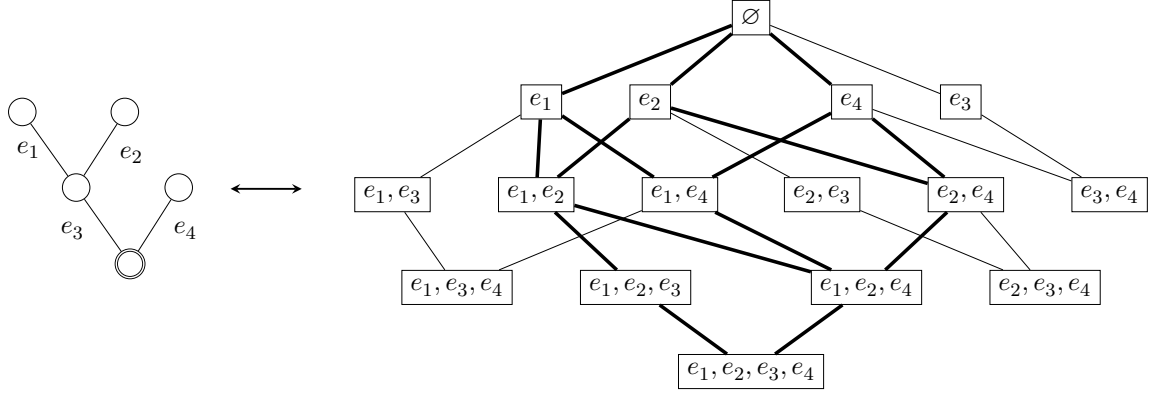 ∅
e₁ e₂ e₄ e₃
e₁ e₂
e₁, e₃ e₁, e₂ e₁, e₄ e₂, e₃ e₂, e₄ e₃, e₄
e₃ e₄
e₁, e₃, e₄ e₁, e₂, e₃ e₁, e₂, e₄ e₂, e₃, e₄
e₁, e₂, e₃, e₄